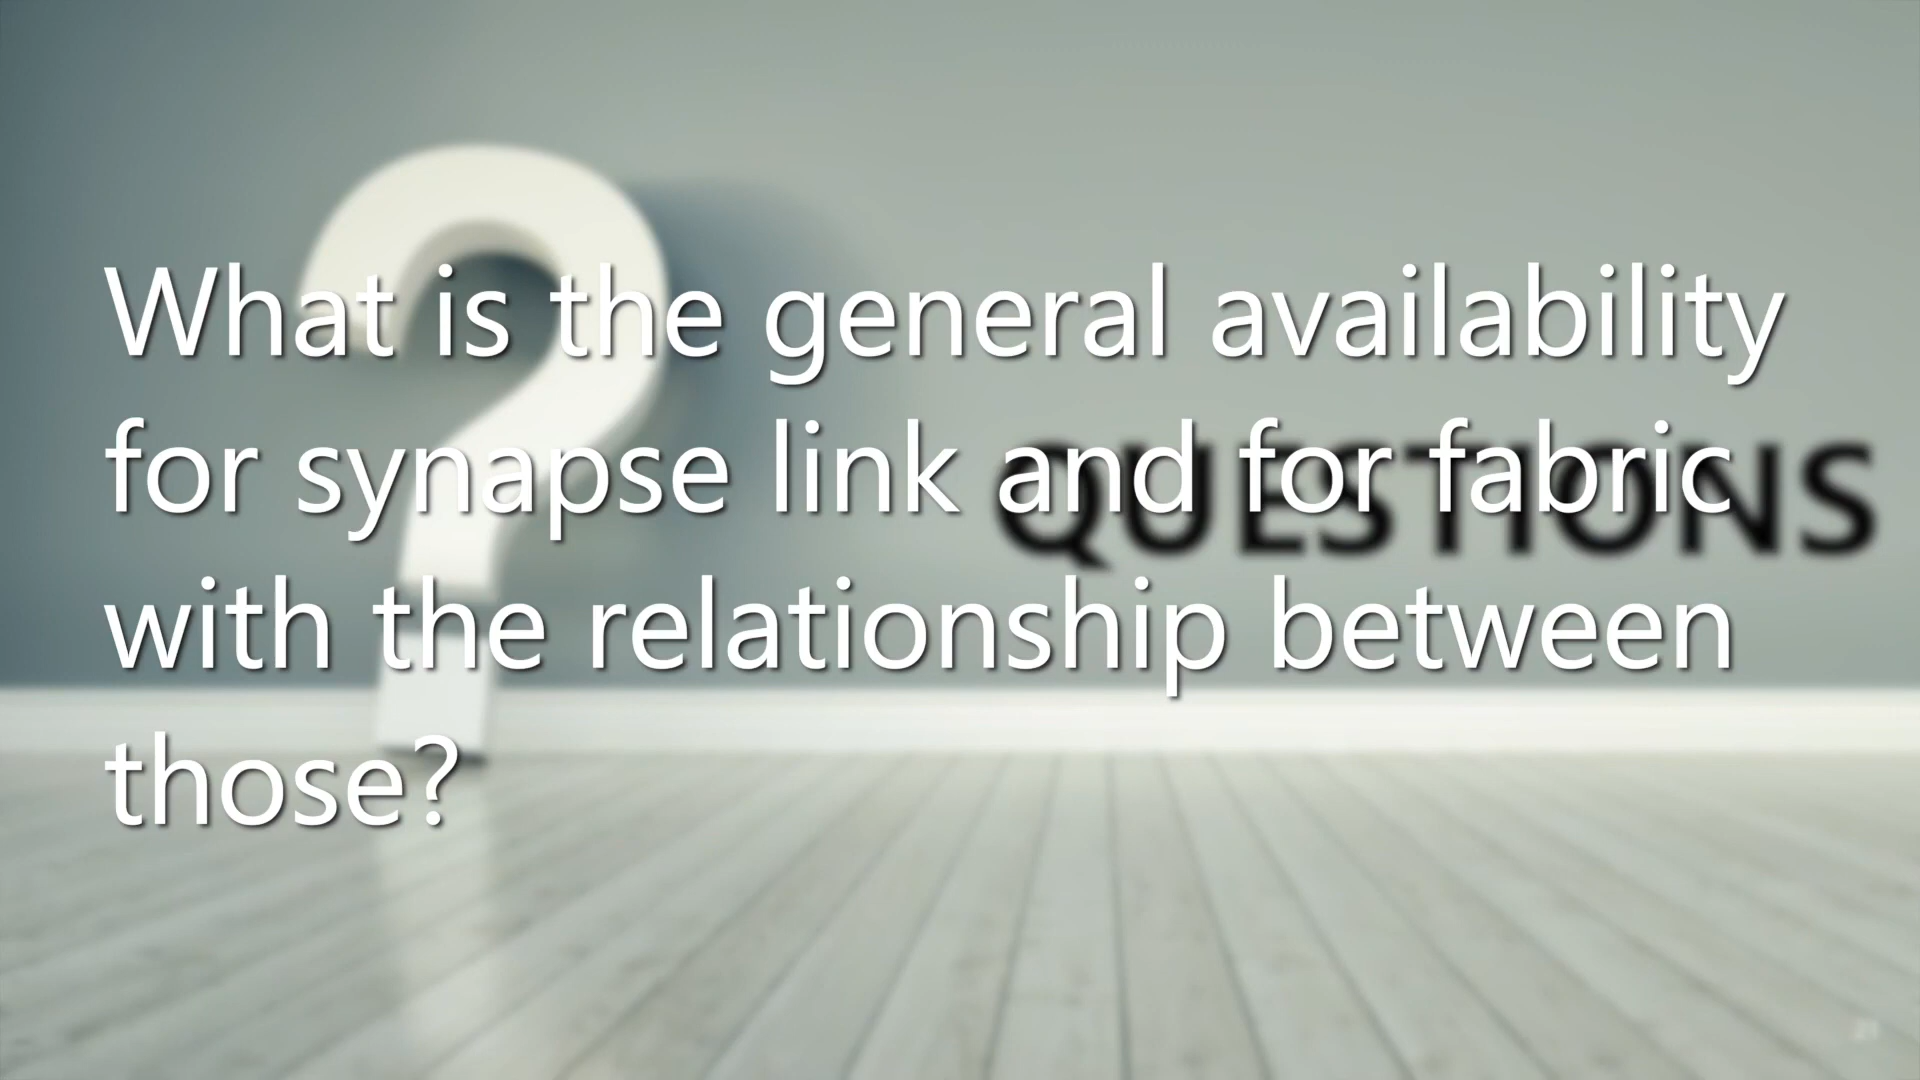 What is the general availability
for synapse link and for fabric
with the relationship between
those?
QUESTIONS